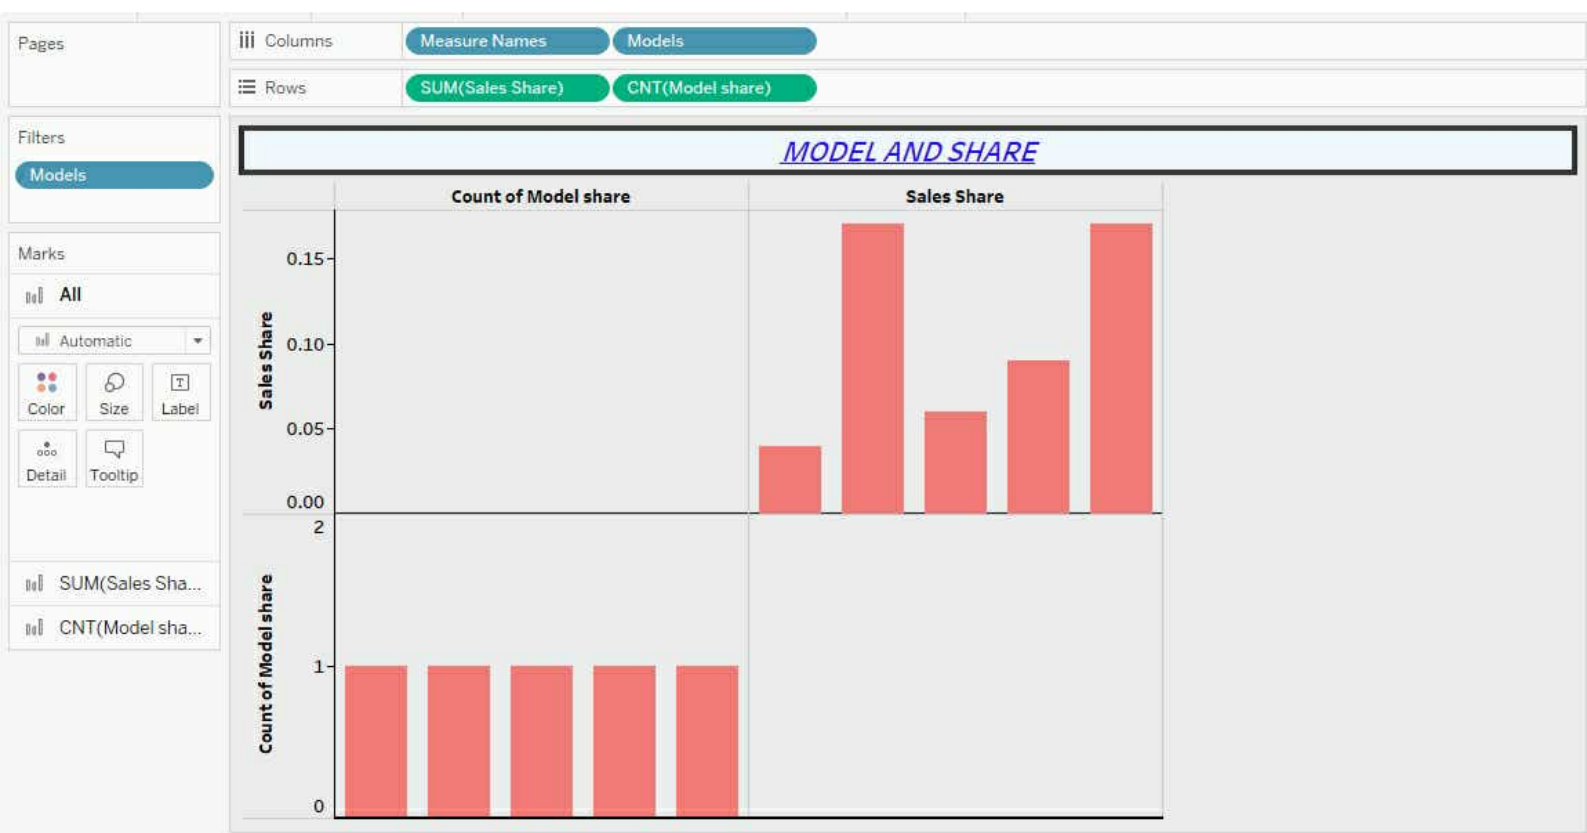 Pages
Columns
Measure Names
Models
Rows
SUM(Sales Share)
CNT(Model share)
Filters
Models
Marks
All
Automatic
Color
Size
Label
Detail
Tooltip
SUM(Sales Sha...
CNT(Model sha...
MODEL AND SHARE
Count of Model share
Sales Share
Sales Share
0.15
0.10
0.05
0.00
Count of Model share
2
1
0